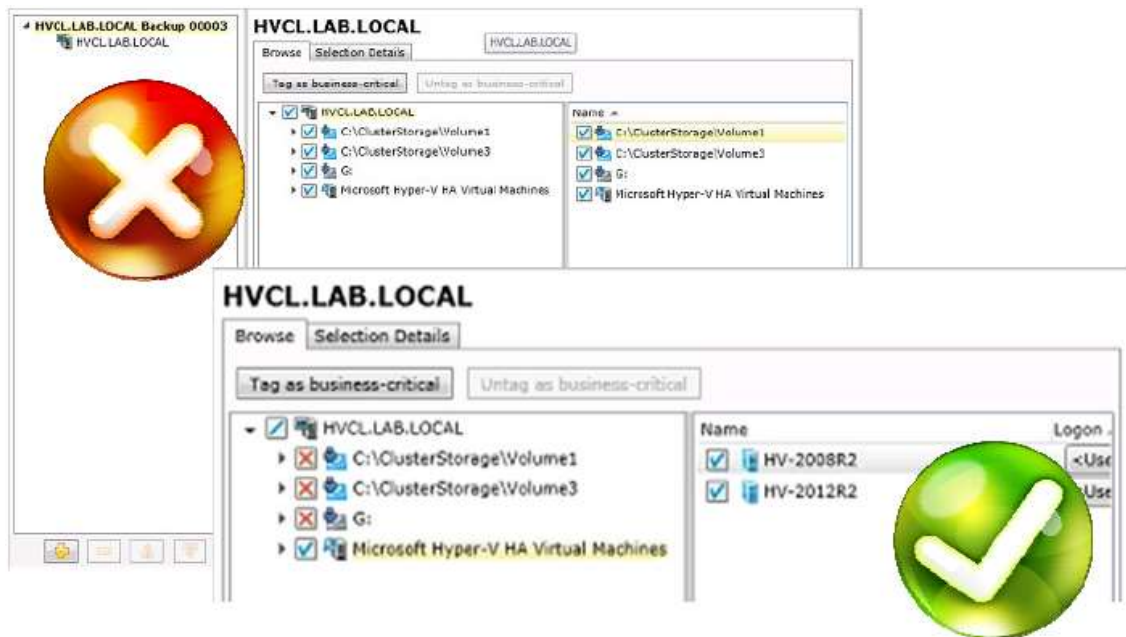 HVCL.LAB.LOCAL Backup 00003
HVCL.LAB.LOCAL
HVCL.LAB.LOCAL
HVCL.LAB.LOCAL
Browse
Selection Details
Tag as business-critical
Untag as business-critical
HVCL.LAB.LOCAL
C:\ClusterStorage\Volume1
C:\ClusterStorage\Volume3
G:
Microsoft Hyper-V HA Virtual Machines
Name
C:\ClusterStorage\Volume1
C:\ClusterStorage\Volume3
G:
Microsoft Hyper-V HA Virtual Machines
HVCL.LAB.LOCAL
Browse
Selection Details
Tag as business-critical
Untag as business-critical
HVCL.LAB.LOCAL
C:\ClusterStorage\Volume1
C:\ClusterStorage\Volume3
G:
Microsoft Hyper-V HA Virtual Machines
Name
Logon
HV-2008R2
<Use
HV-2012R2
<Use